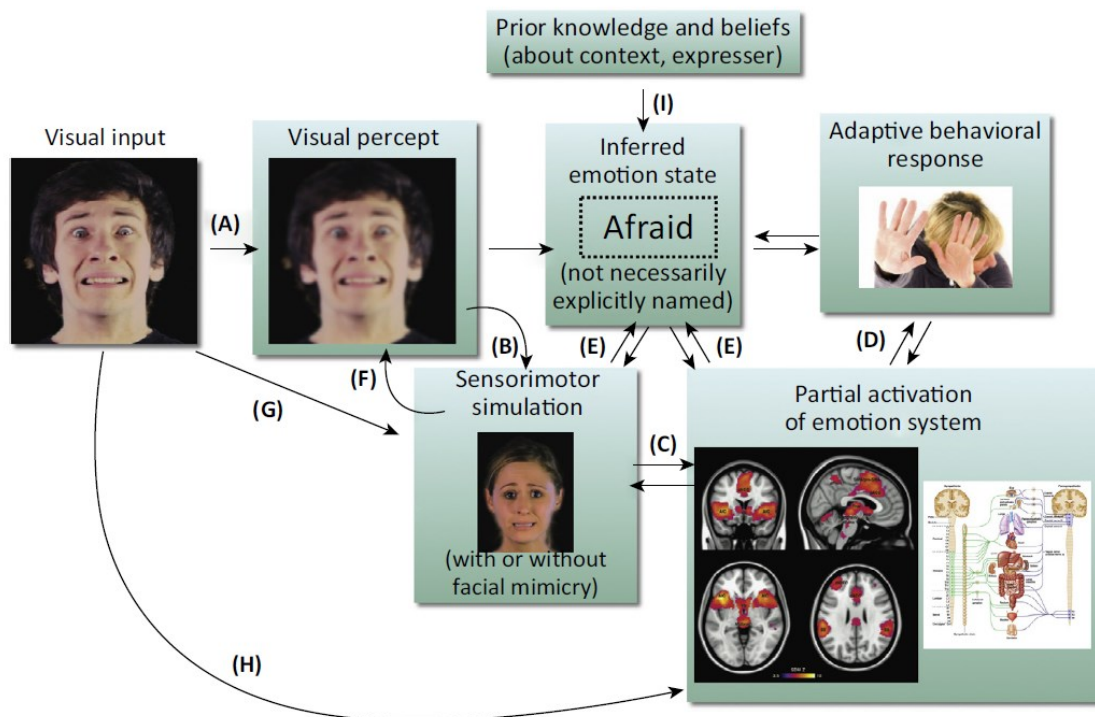 Prior knowledge and beliefs
(about context, expresser)
(I)
Visual input
Visual percept
Inferred
emotion state
Afraid
(not necessarily
explicitly named)
Adaptive behavioral
response
(A)
(B)
(E)
(E)
(D)
(F)
(G)
Sensorimotor
simulation
(with or without
facial mimicry)
(C)
Partial activation
of emotion system
(H)